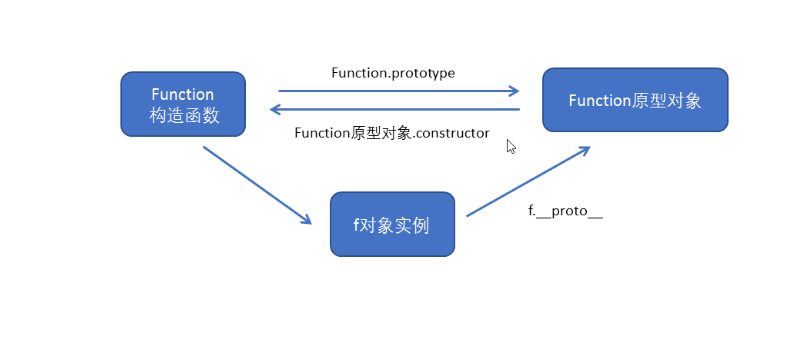 Function.prototype
Function
构造函数
Function原型对象
Function原型对象.constructor
f对象实例
f.__proto__